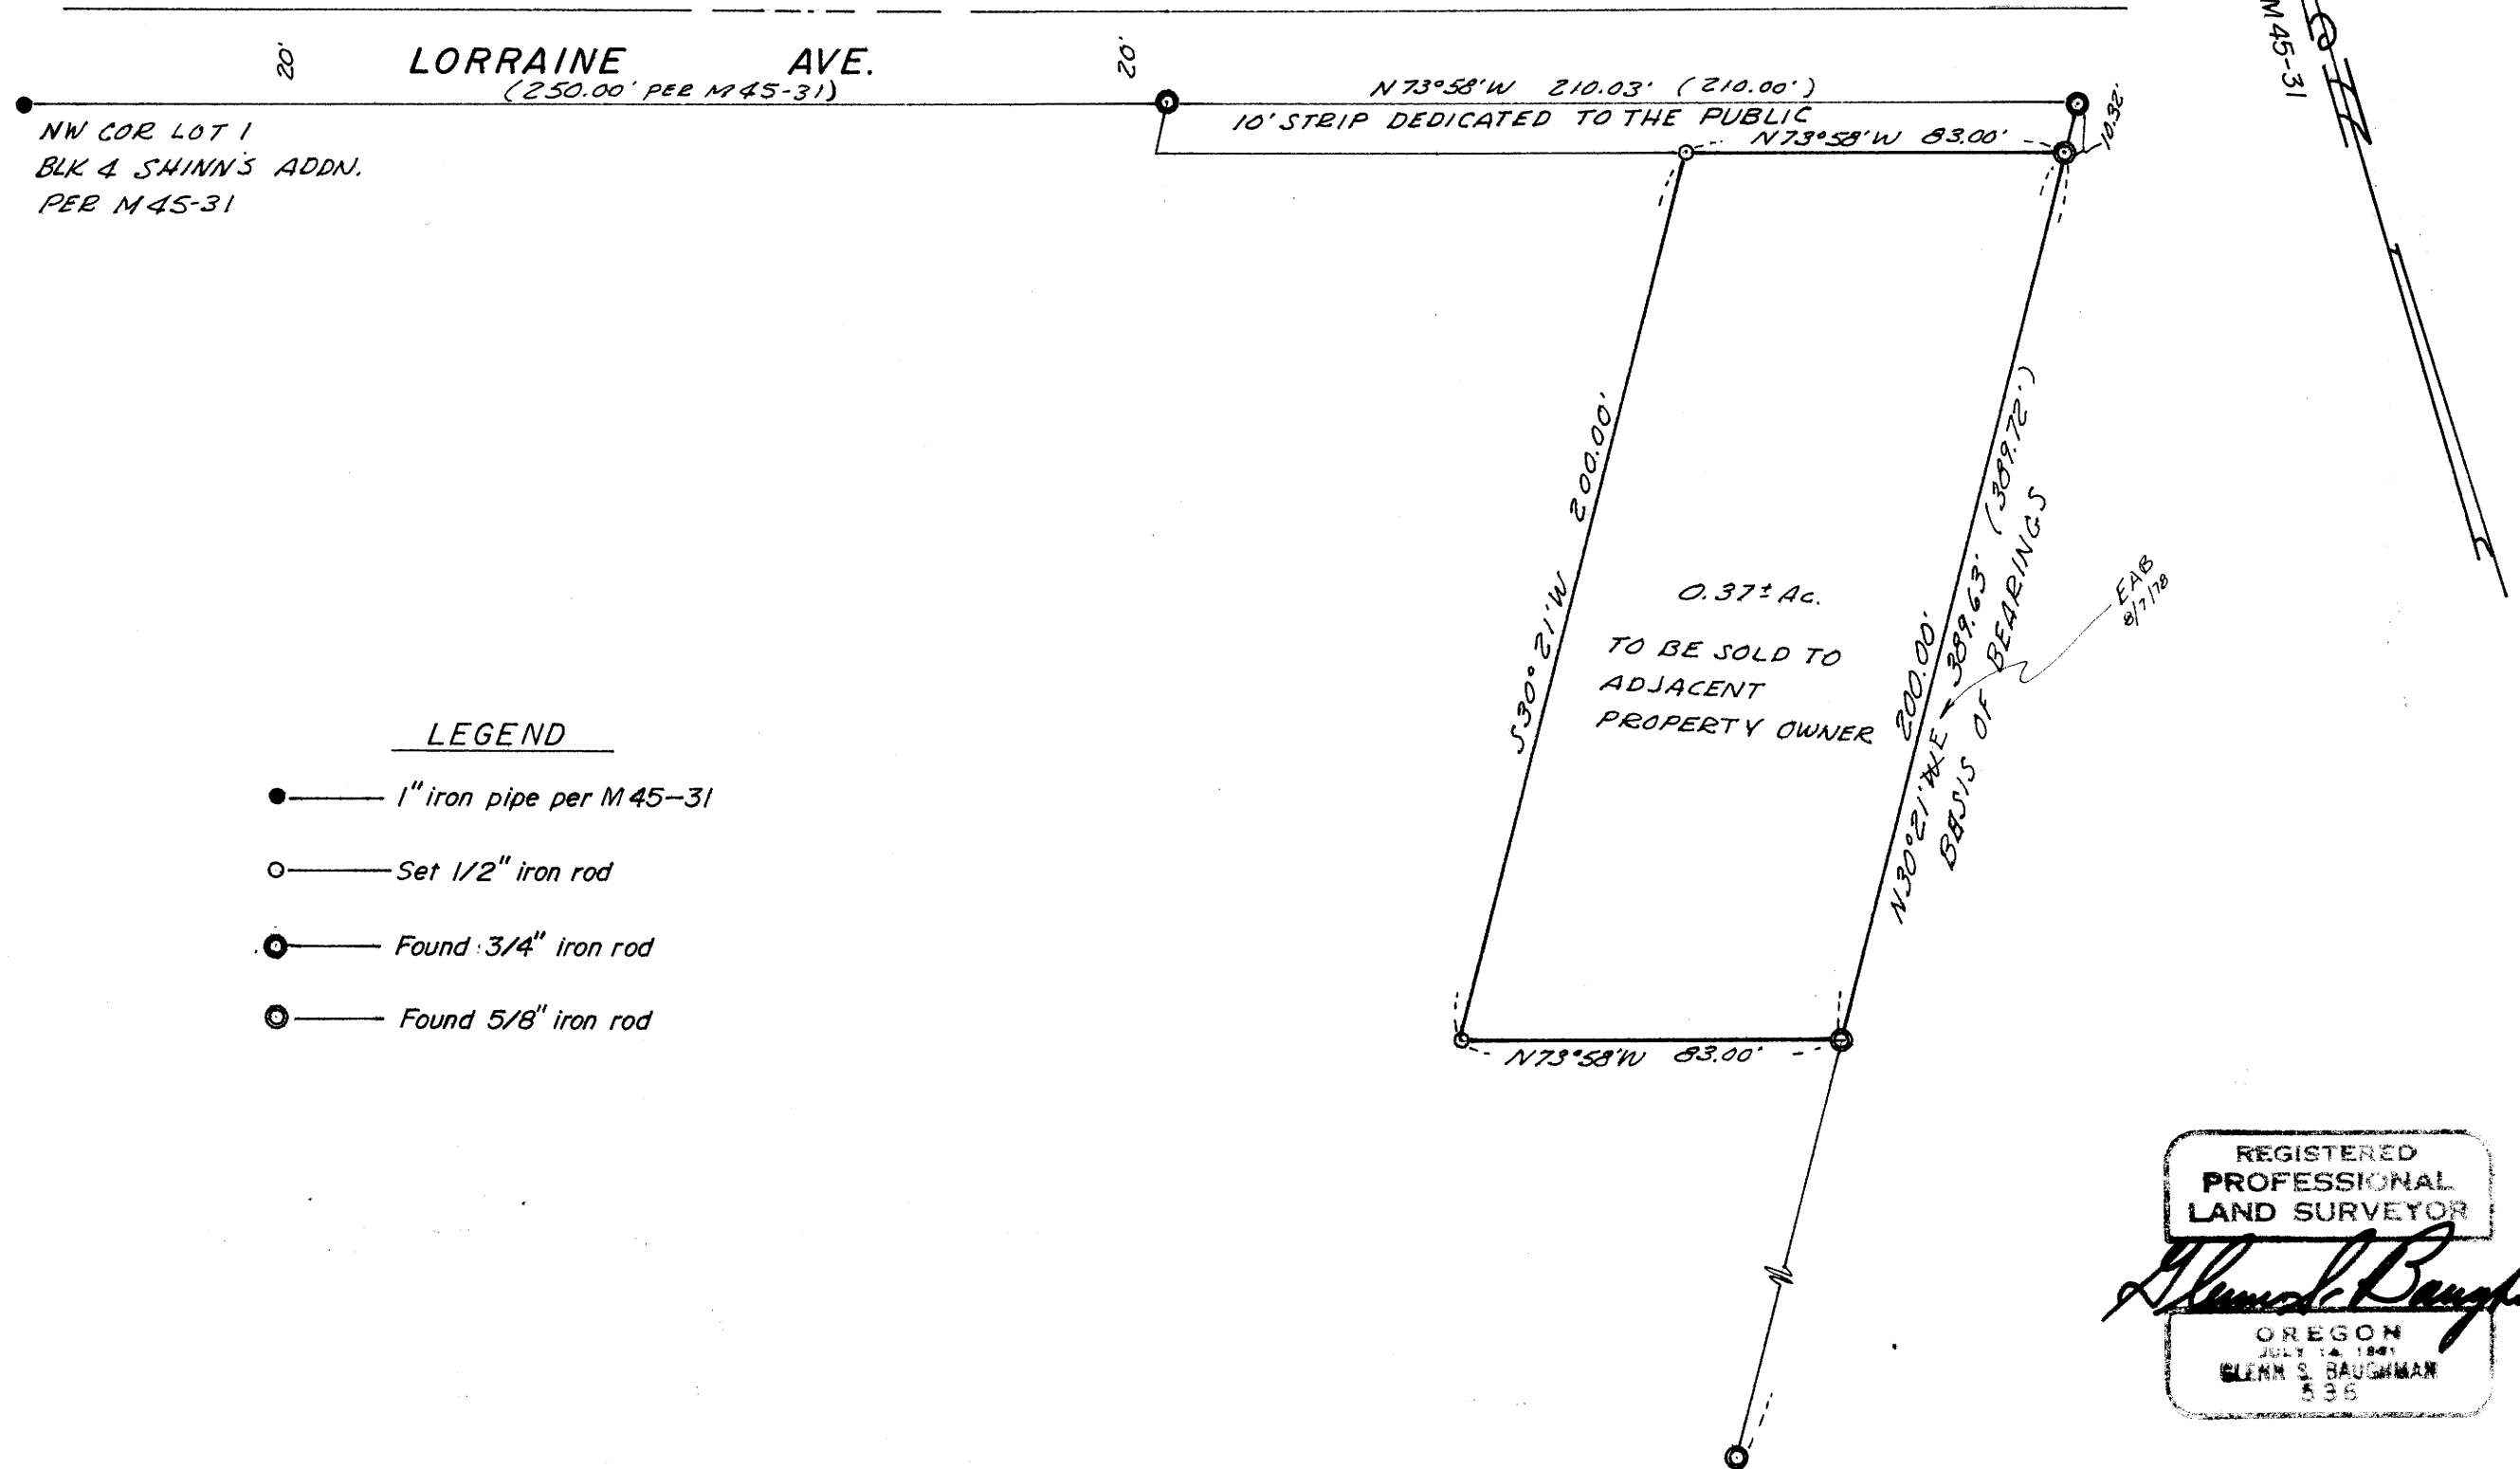 M45-31
20'
LORRAINE AVE.
20'
(250.00' PER M45-31)
N73°58'W 210.03' (210.00')
10' STRIP DEDICATED TO THE PUBLIC
10.32'
N73°58'W 83.00'
NW COR LOT 1
BLK 4 SHINN'S ADDN.
PER M45-31
S30°21'W 200.00'
0.37± Ac.
TO BE SOLD TO
ADJACENT
PROPERTY OWNER
200.00'
N30°21'E 389.63' (389.72')
BASIS OF BEARINGS
EAB
8/7/78
N73°58'W 83.00'
LEGEND
1" iron pipe per M45-31
Set 1/2" iron rod
Found 3/4" iron rod
Found 5/8" iron rod
REGISTERED
PROFESSIONAL
LAND SURVEYOR
OREGON
GLENN S. BAUGHMAN
536